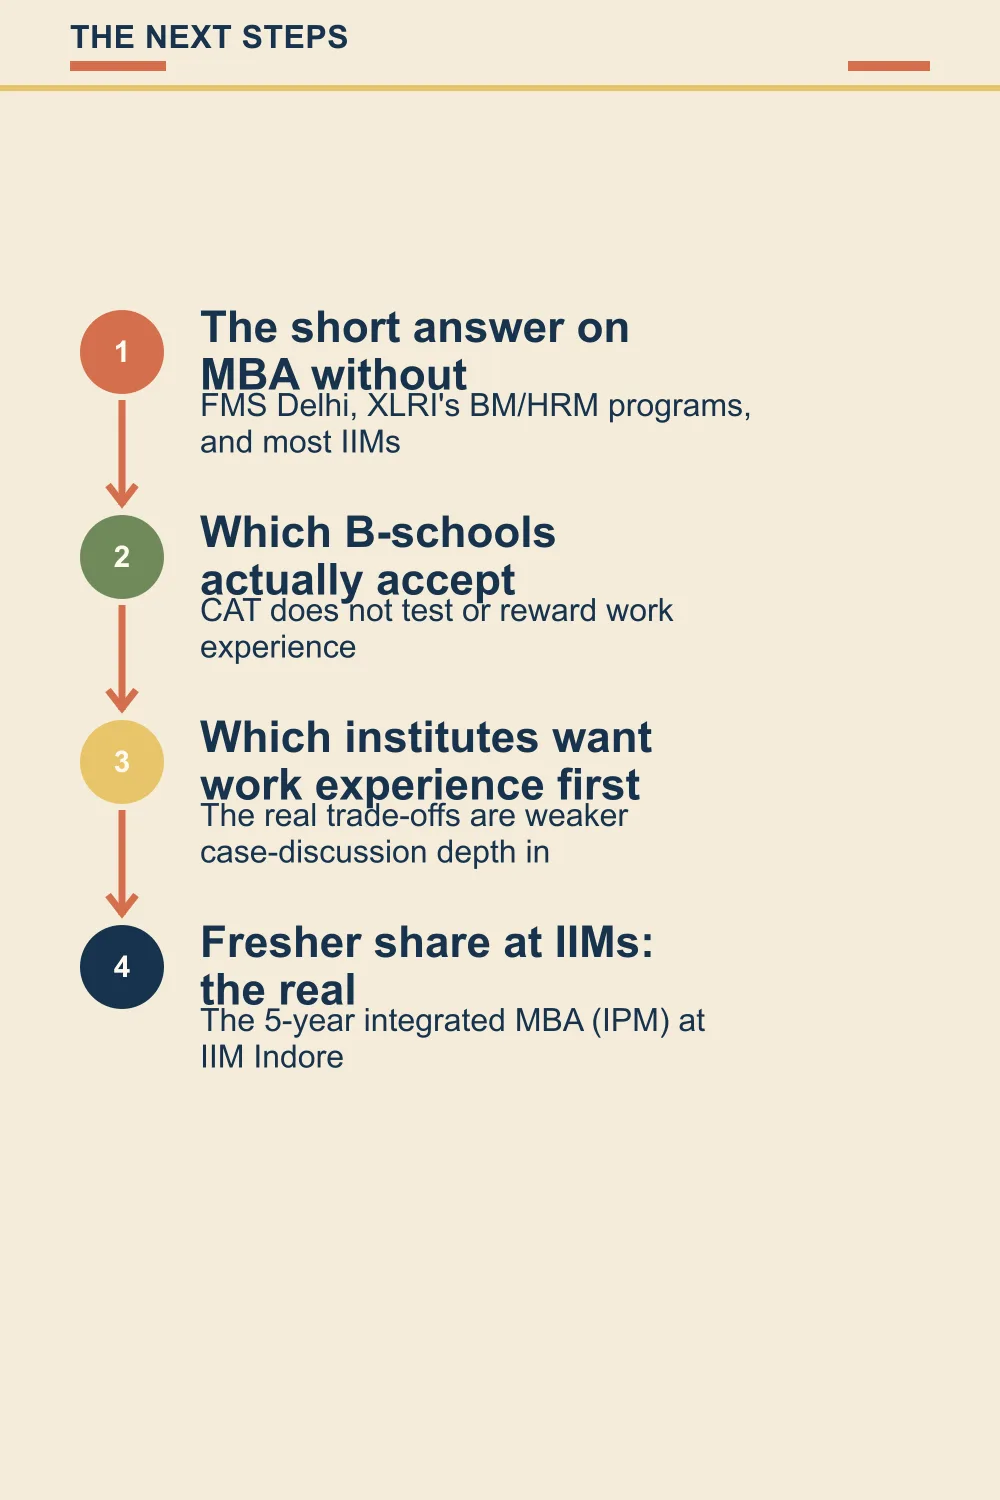 THE NEXT STEPS
1
The short answer on
MBA without
FMS Delhi, XLRI's BM/HRM programs,
and most IIMs
2
Which B-schools
actually accept
CAT does not test or reward work
experience
3
Which institutes want
work experience first
The real trade-offs are weaker
case-discussion depth in
4
Fresher share at IIMs:
the real
The 5-year integrated MBA (IPM) at
IIM Indore